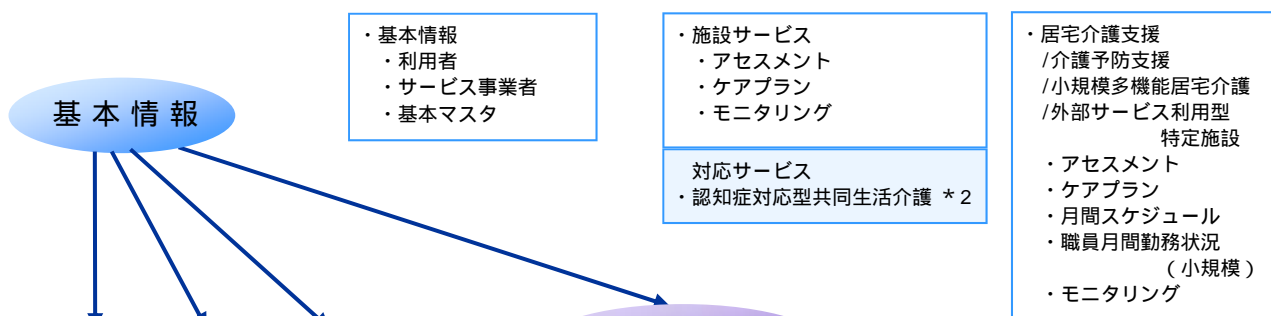 基本情報
・基本情報
・利用者
・サービス事業者
・基本マスタ
・施設サービス
・アセスメント
・ケアプラン
・モニタリング
対応サービス
・認知症対応型共同生活介護 *2
・居宅介護支援
/介護予防支援
/小規模多機能居宅介護
/外部サービス利用型
特定施設
・アセスメント
・ケアプラン
・月間スケジュール
・職員月間勤務状況
(小規模)
・モニタリング